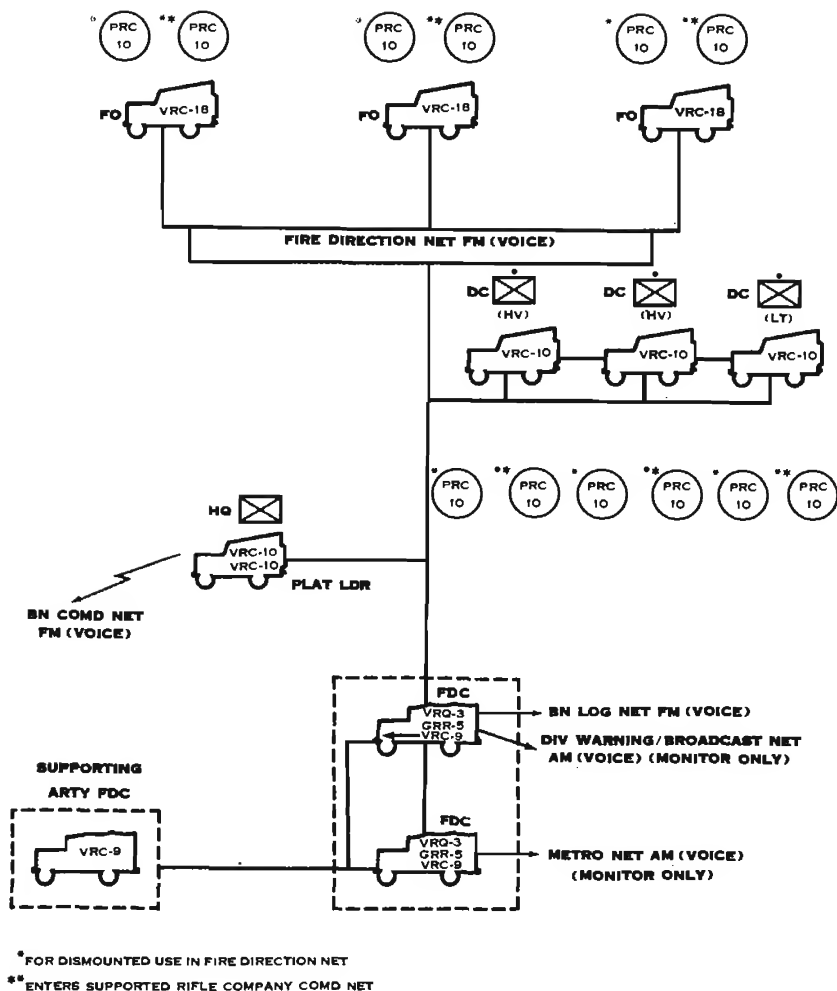 * PRC 10 ** PRC 10 * PRC 10 ** PRC 10 * PRC 10 ** PRC 10
FO VRC-18 FO VRC-18 FO VRC-18
FIRE DIRECTION NET FM (VOICE)
DC DC DC
(HV) (HV) (LT)
VRC-10 VRC-10 VRC-10
* PRC 10 ** PRC 10 * PRC 10 ** PRC 10 * PRC 10 ** PRC 10
HQ
VRC-10
VRC-10
PLAT LDR
BN COMD NET
FM (VOICE)
FDC
VRQ-3
GRR-5
VRC-9
BN LOG NET FM (VOICE)
DIV WARNING/BROADCAST NET
AM (VOICE) (MONITOR ONLY)
SUPPORTING
ARTY FDC
VRC-9
FDC
VRQ-3
GRR-5
VRC-9
METRO NET AM (VOICE)
(MONITOR ONLY)
*FOR DISMOUNTED USE IN FIRE DIRECTION NET
**ENTERS SUPPORTED RIFLE COMPANY COMD NET